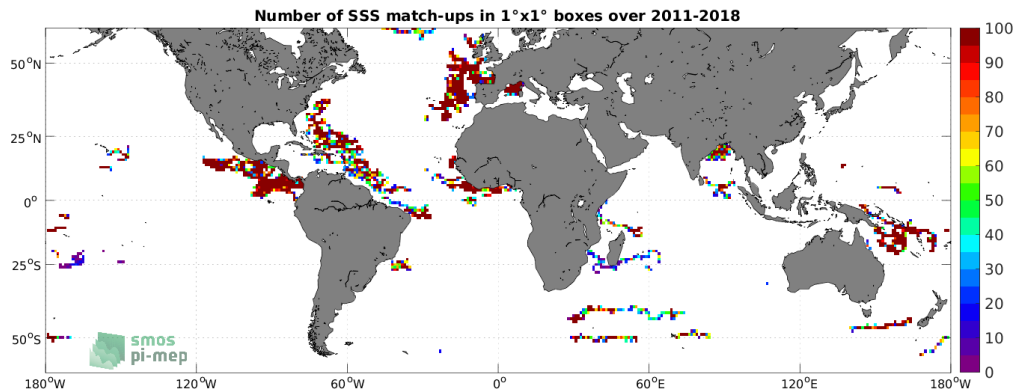 Number of SSS match-ups in 1°x1° boxes over 2011-2018
50°N
25°N
0°
25°S
50°S
180°W
120°W
60°W
0°
60°E
120°E
180°W
100
90
80
70
60
50
40
30
20
10
0
smos
pi-mep